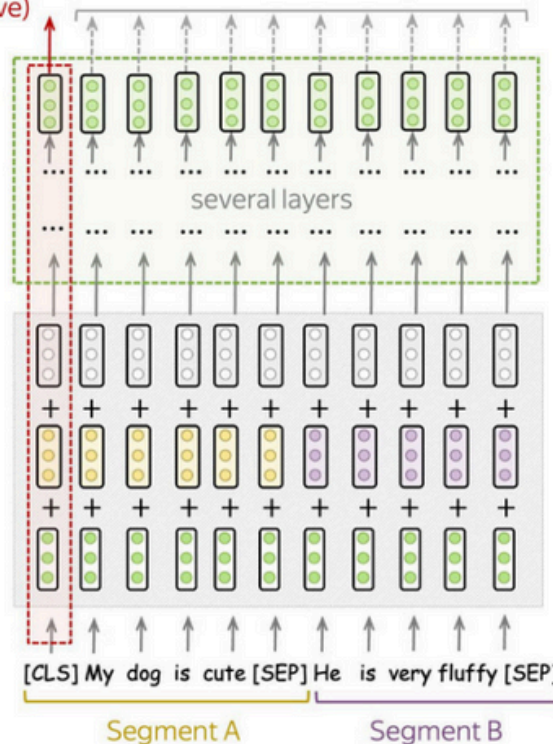 ve)
several layers
[CLS] My dog is cute [SEP] He is very fluffy [SEP]
Segment A Segment B